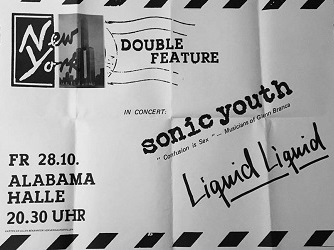 New
York
DOUBLE
FEATURE
IN CONCERT:
sonic youth
"Confusion is Sex" ... Musicians of Glenn Branca
Liquid Liquid
FR 28.10.
ALABAMA
HALLE
20.30 UHR